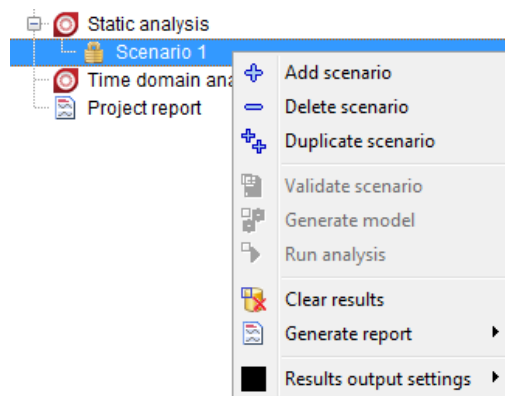 Static analysis
Scenario 1
Time domain ana
Project report
Add scenario
Delete scenario
Duplicate scenario
Validate scenario
Generate model
Run analysis
Clear results
Generate report
Results output settings